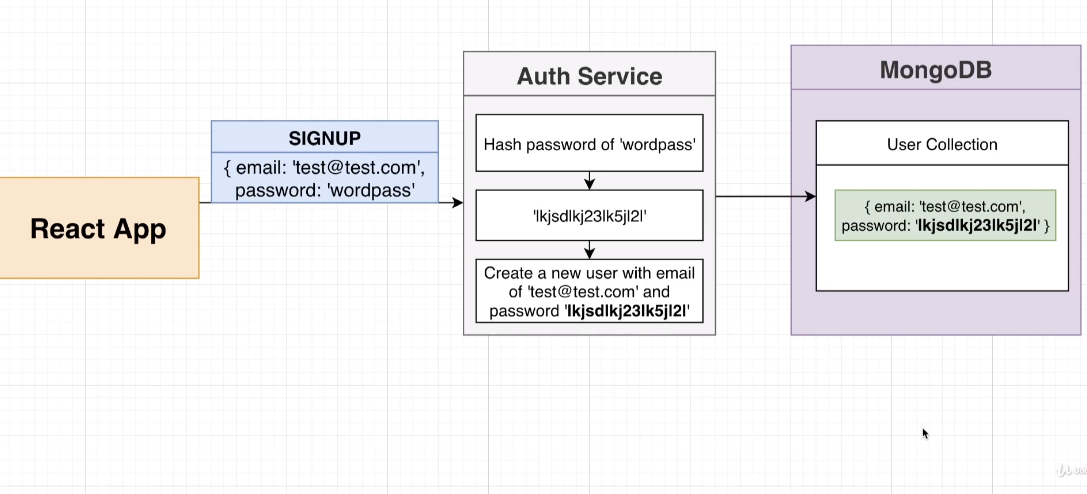 React App
SIGNUP
{ email: 'test@test.com',
password: 'wordpass'
Auth Service
Hash password of 'wordpass'
'lkjsdlkj23lk5jl2l'
Create a new user with email
of 'test@test.com' and
password 'lkjsdlkj23lk5jl2l'
MongoDB
User Collection
{ email: 'test@test.com',
password: 'lkjsdlkj23lk5jl2l' }